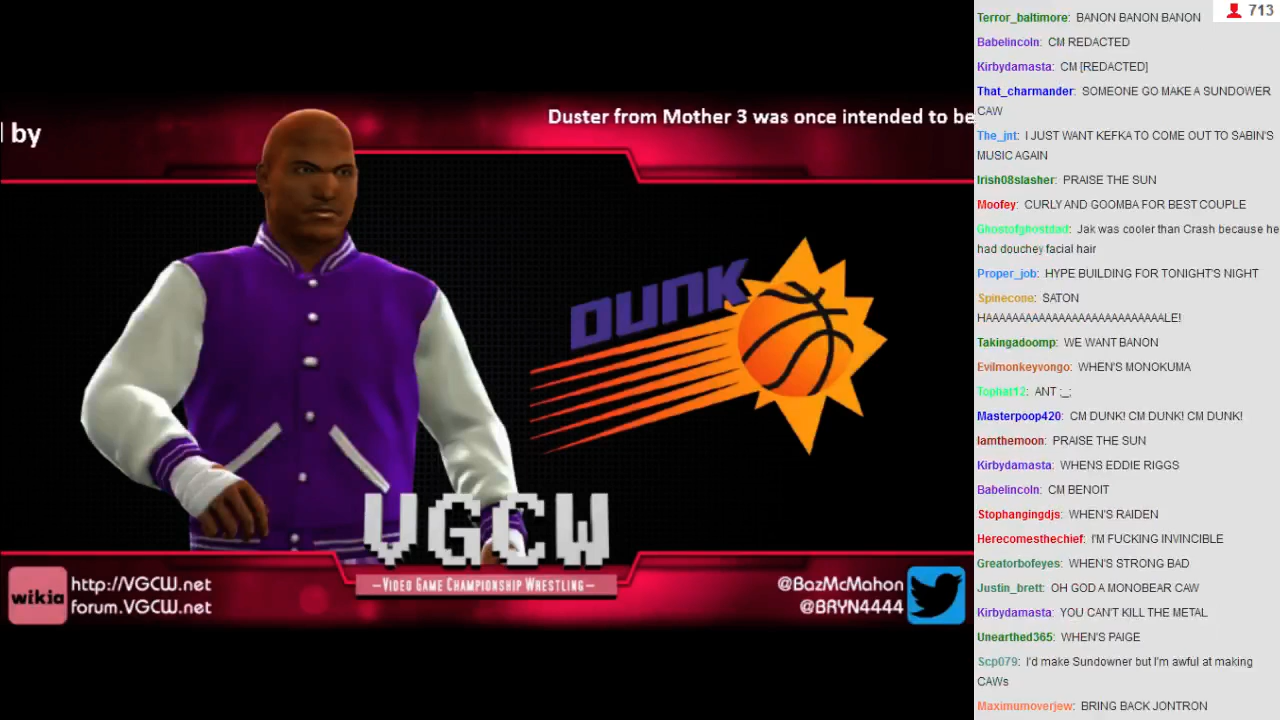 713
l by
Duster from Mother 3 was once intended to be
DUNK
VGCW
–VIDEO GAME CHAMPIONSHIP WRESTLING–
wikia
http://VGCW.net
forum.VGCW.net
@BazMcMahon
@BRYN4444
Terror_baltimore: BANON BANON BANON
Babelincoln: CM REDACTED
Kirbydamasta: CM [REDACTED]
That_charmander: SOMEONE GO MAKE A SUNDOWER
CAW
The_jnt: I JUST WANT KEFKA TO COME OUT TO SABIN'S
MUSIC AGAIN
Irish08slasher: PRAISE THE SUN
Moofey: CURLY AND GOOMBA FOR BEST COUPLE
Ghostofghostdad: Jak was cooler than Crash because he
had douchey facial hair
Proper_job: HYPE BUILDING FOR TONIGHT'S NIGHT
Spinecone: SATON
HAAAAAAAAAAAAAAAAAAAAAAAAAALE!
Takingadoomp: WE WANT BANON
Evilmonkeyvongo: WHEN'S MONOKUMA
Tophat12: ANT ;_;
Masterpoop420: CM DUNK! CM DUNK! CM DUNK!
Iamthemoon: PRAISE THE SUN
Kirbydamasta: WHENS EDDIE RIGGS
Babelincoln: CM BENOIT
Stophangingdjs: WHEN'S RAIDEN
Herecomesthechief: I'M FUCKING INVINCIBLE
Greatorbofeyes: WHEN'S STRONG BAD
Justin_brett: OH GOD A MONOBEAR CAW
Kirbydamasta: YOU CAN'T KILL THE METAL
Unearthed365: WHEN'S PAIGE
Scp079: I'd make Sundowner but I'm awful at making
CAWs
Maximumoverjew: BRING BACK JONTRON